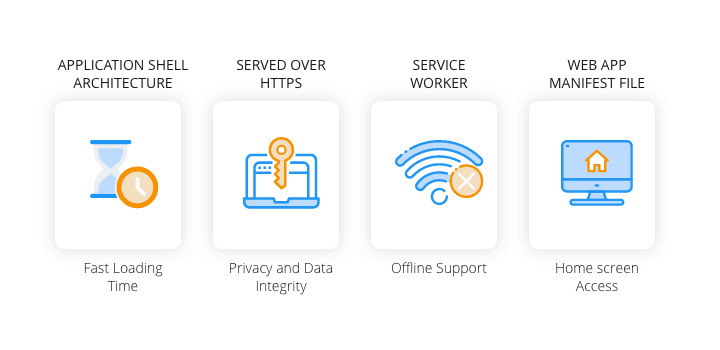 APPLICATION SHELL
ARCHITECTURE
SERVED OVER
HTTPS
SERVICE
WORKER
WEB APP
MANIFEST FILE
Fast Loading
Time
Privacy and Data
Integrity
Offline Support
Home screen
Access